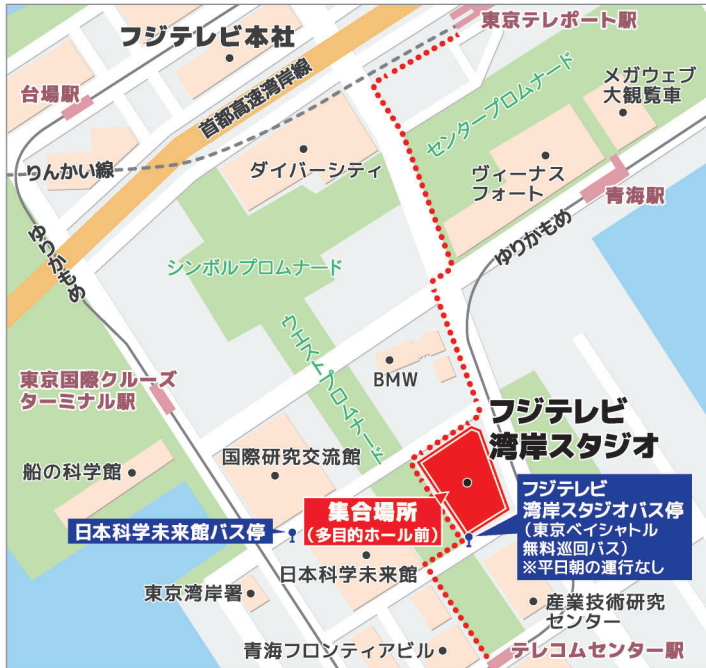 東京テレポート駅
フジテレビ本社
台場駅
首都高速湾岸線
センタープロムナード
メガウェブ
大観覧車
りんかい線
ダイバーシティ
ヴィーナス
フォート
青海駅
ゆりかもめ
ゆりかもめ
シンボルプロムナード
ウエストプロムナード
BMW
東京国際クルーズ
ターミナル駅
フジテレビ
湾岸スタジオ
船の科学館
国際研究交流館
集合場所
(多目的ホール前)
フジテレビ
湾岸スタジオバス停
(東京ベイシャトル
無料巡回バス)
※平日朝の運行なし
日本科学未来館バス停
日本科学未来館
東京湾岸署
産業技術研究
センター
青海フロンティアビル
テレコムセンター駅